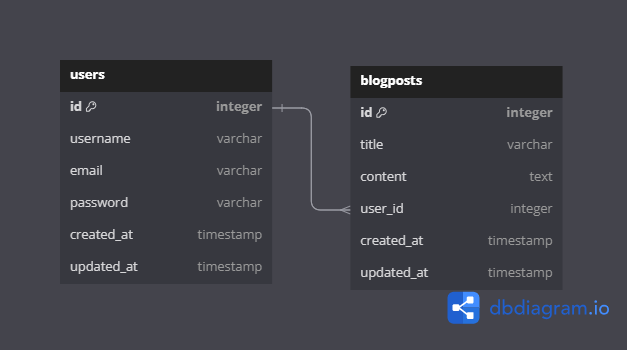 users
id integer
username varchar
email varchar
password varchar
created_at timestamp
updated_at timestamp
blogposts
id integer
title varchar
content text
user_id integer
created_at timestamp
updated_at timestamp
dbdiagram.io